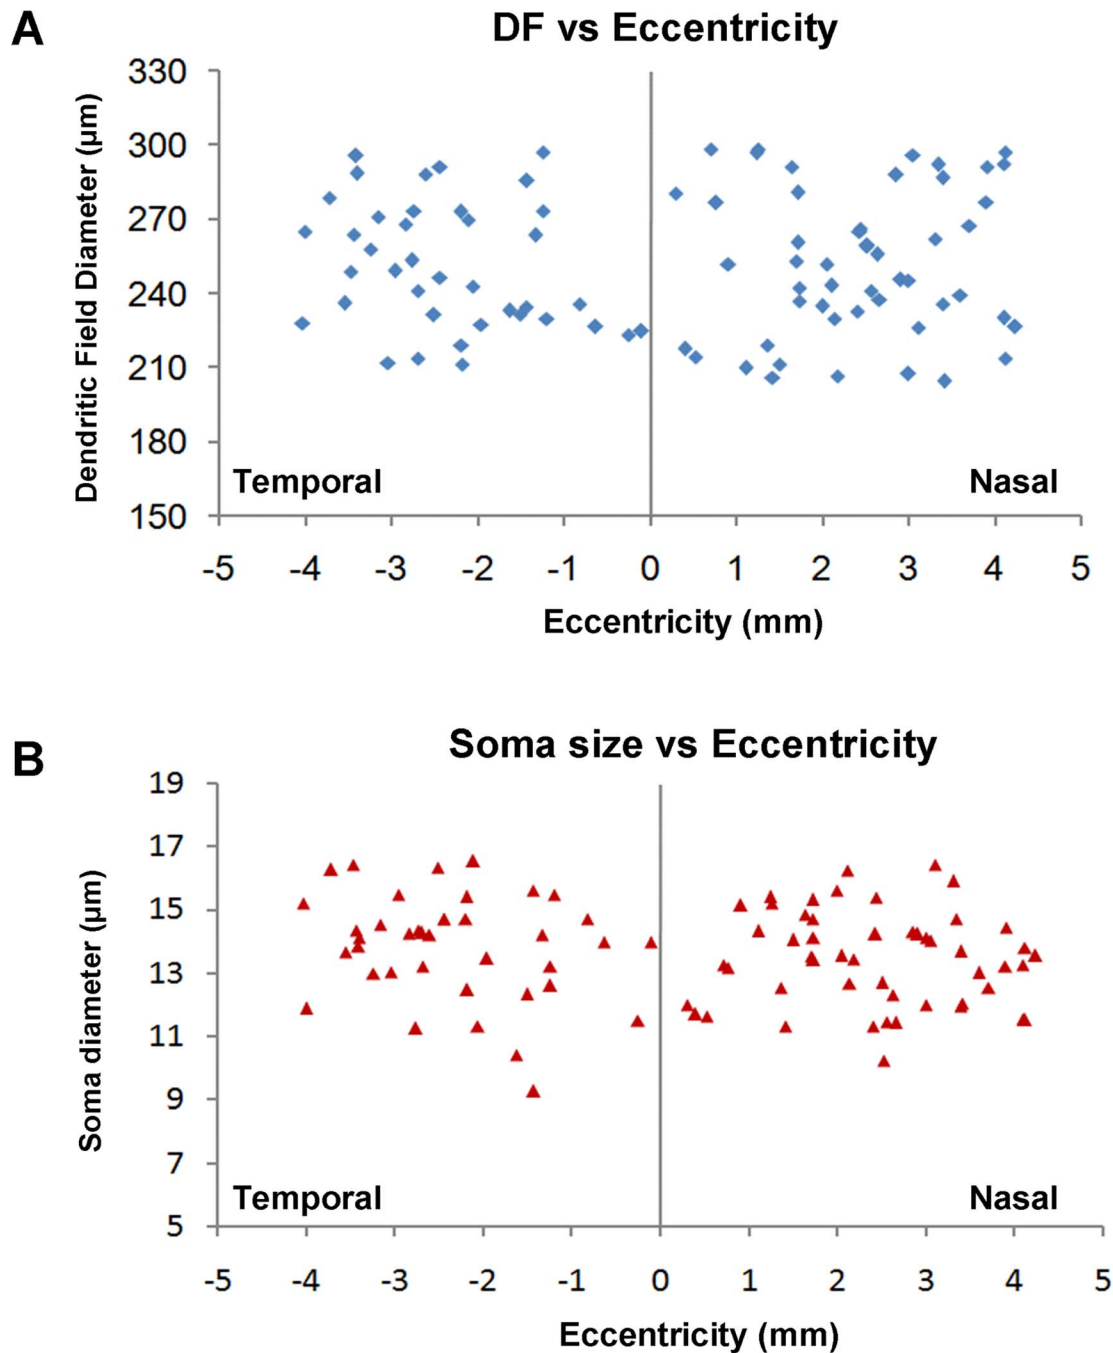 A
DF vs Eccentricity
Dendritic Field Diameter (µm)
330
300
270
240
210
180
150
Temporal
Nasal
-5 -4 -3 -2 -1 0 1 2 3 4 5
Eccentricity (mm)
B
Soma size vs Eccentricity
Soma diameter (µm)
19
17
15
13
11
9
7
5
Temporal
Nasal
-5 -4 -3 -2 -1 0 1 2 3 4 5
Eccentricity (mm)